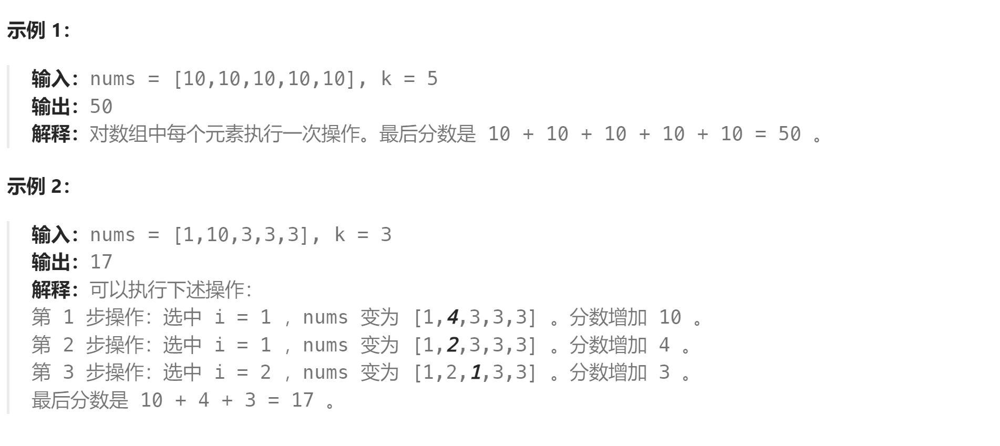 示例 1：
输入：nums = [10,10,10,10,10], k = 5
输出：50
解释：对数组中每个元素执行一次操作。最后分数是 10 + 10 + 10 + 10 + 10 = 50 。
示例 2：
输入：nums = [1,10,3,3,3], k = 3
输出：17
解释：可以执行下述操作：
第 1 步操作：选中 i = 1 ，nums 变为 [1,4,3,3,3] 。分数增加 10 。
第 2 步操作：选中 i = 1 ，nums 变为 [1,2,3,3,3] 。分数增加 4 。
第 3 步操作：选中 i = 2 ，nums 变为 [1,2,1,3,3] 。分数增加 3 。
最后分数是 10 + 4 + 3 = 17 。